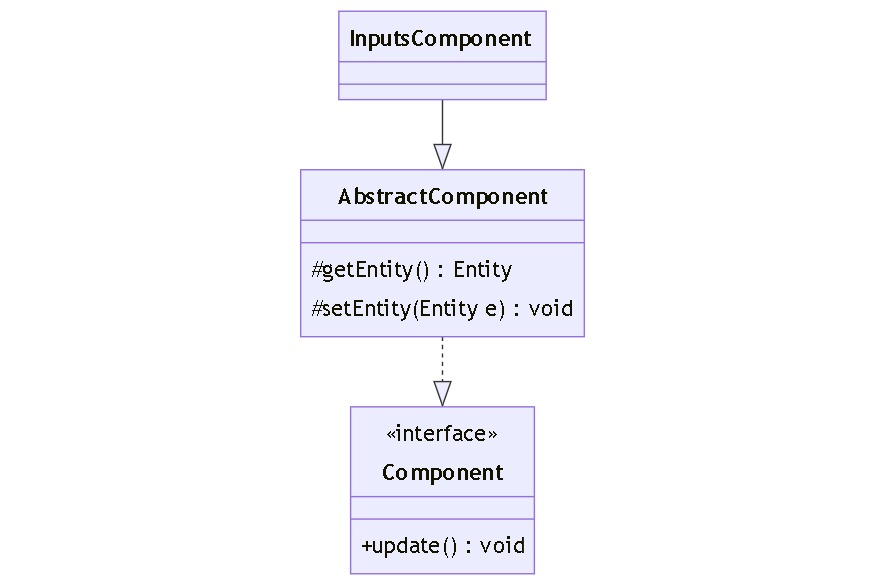 InputsComponent
AbstractComponent
#getEntity() : Entity
#setEntity(Entity e) : void
«interface»
Component
+update() : void